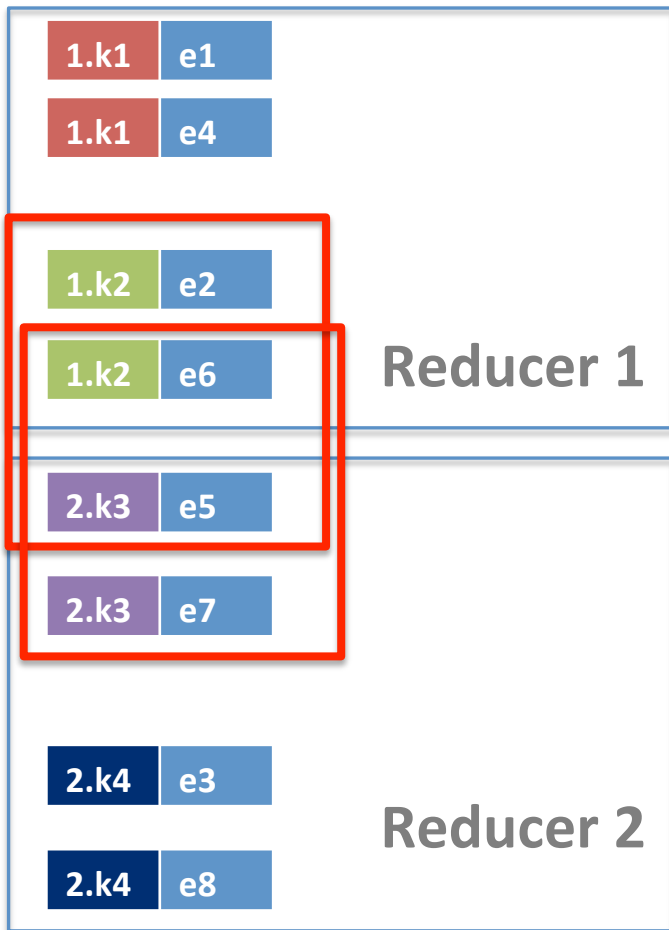 1.k1 e1
1.k1 e4
1.k2 e2
1.k2 e6
Reducer 1
2.k3 e5
2.k3 e7
2.k4 e3
Reducer 2
2.k4 e8